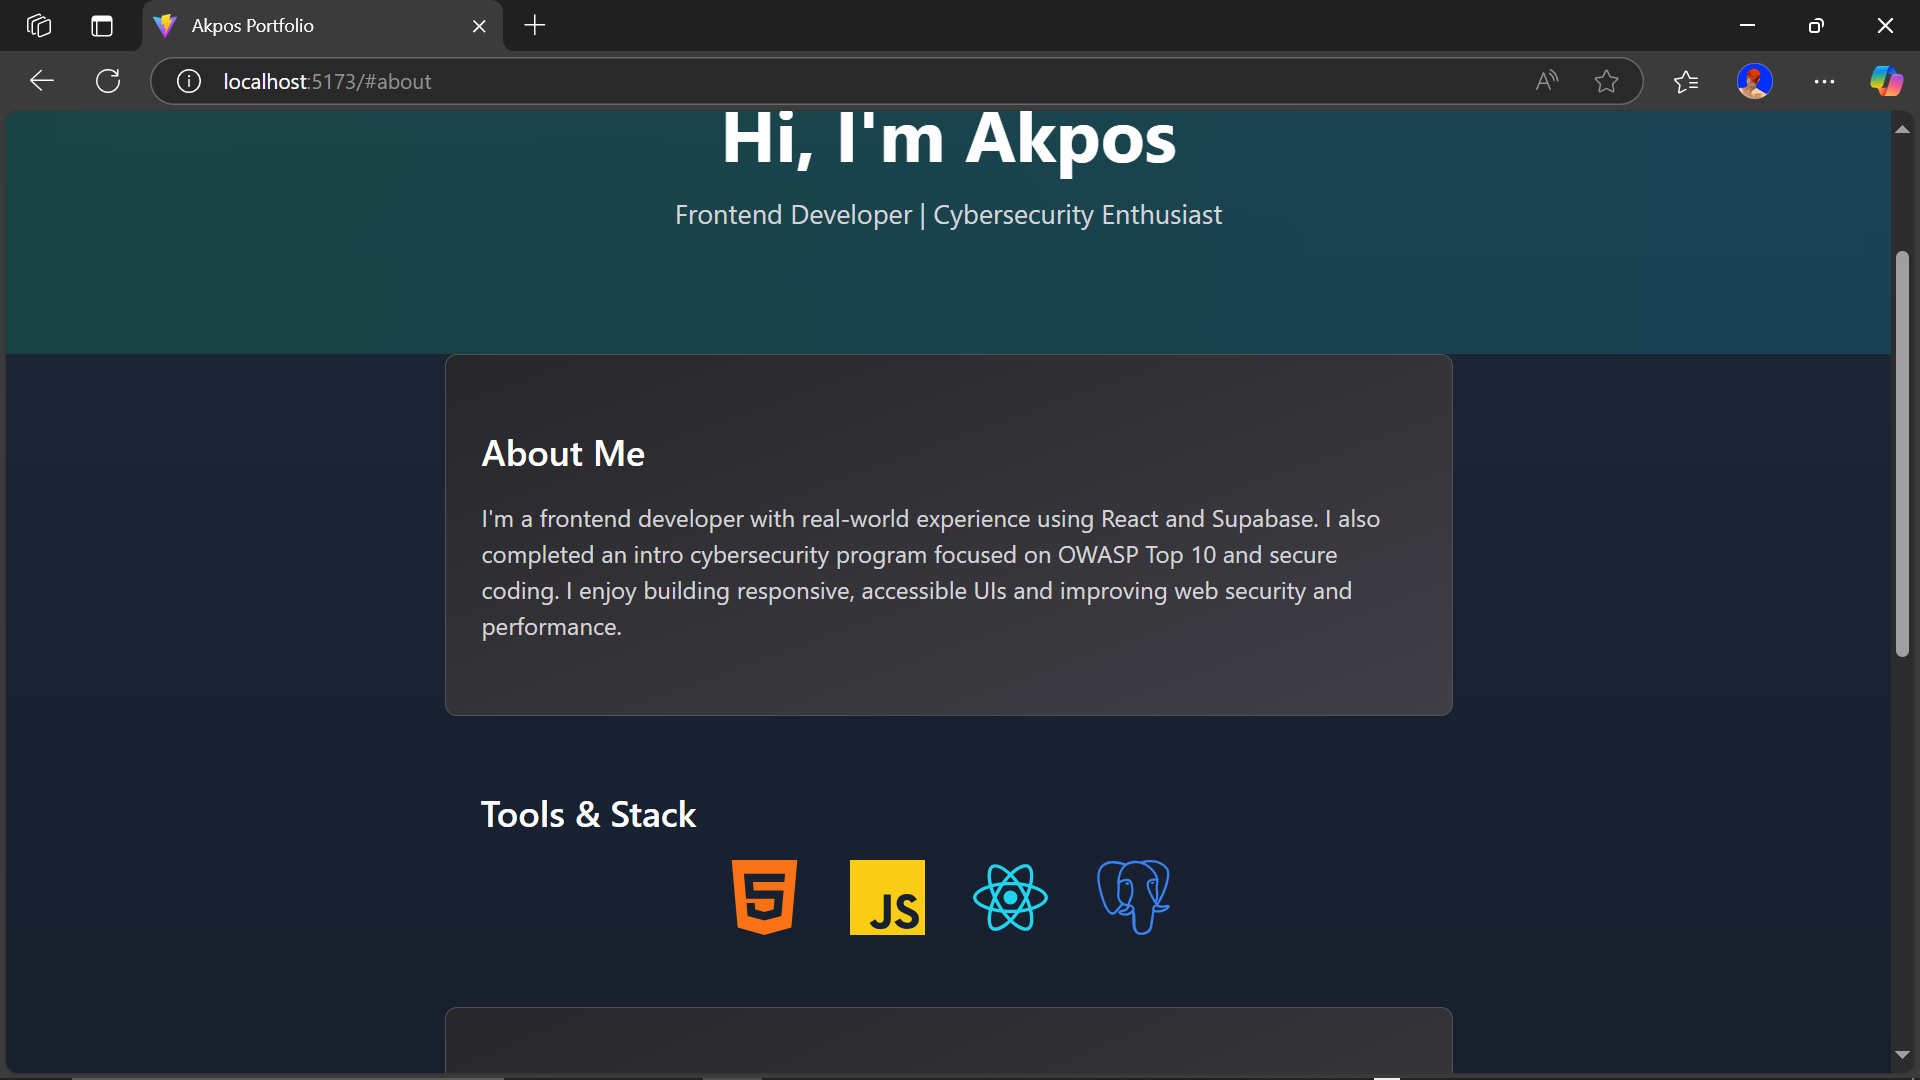 Akpos Portfolio
localhost:5173/#about
Hi, I'm Akpos
Frontend Developer | Cybersecurity Enthusiast
About Me
I'm a frontend developer with real-world experience using React and Supabase. I also
completed an intro cybersecurity program focused on OWASP Top 10 and secure
coding. I enjoy building responsive, accessible UIs and improving web security and
performance.
Tools & Stack
5
JS